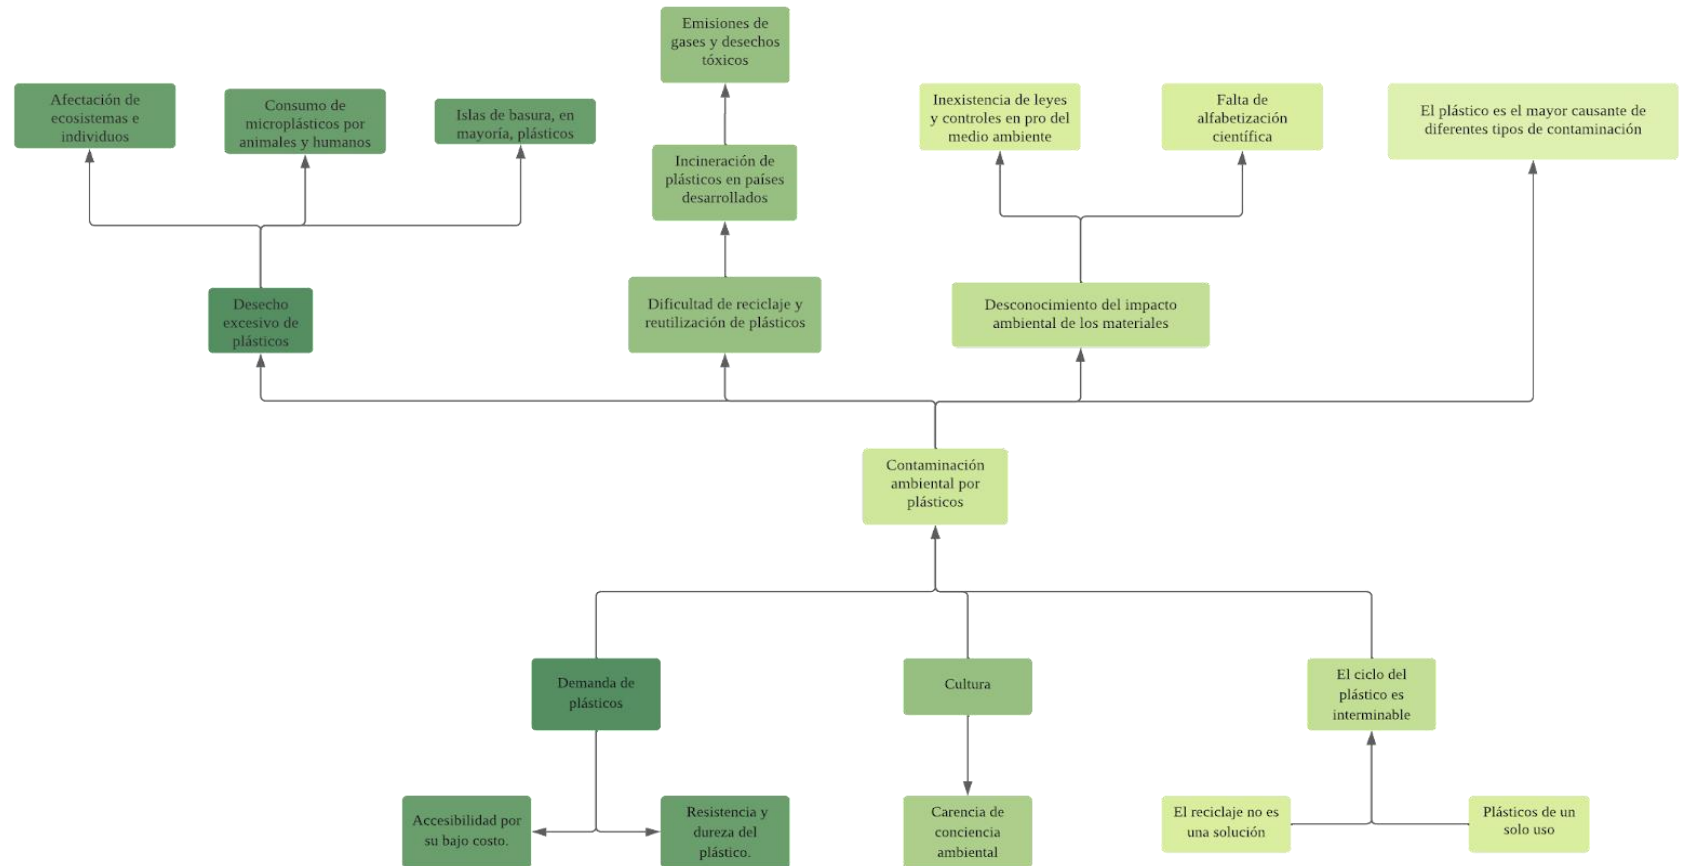 Emisiones de
gases y desechos
tóxicos
Afectación de
ecosistemas e
individuos
Consumo de
microplásticos por
animales y humanos
Islas de basura, en
mayoría, plásticos
Inexistencia de leyes
y controles en pro del
medio ambiente
Falta de
alfabetización
científica
El plástico es el mayor causante de
diferentes tipos de contaminación
Incineración de
plásticos en países
desarrollados
Desecho
excesivo de
plásticos
Dificultad de reciclaje y
reutilización de plásticos
Desconocimiento del impacto
ambiental de los materiales
Contaminación
ambiental por
plásticos
Demanda de
plásticos
Cultura
El ciclo del
plástico es
interminable
Accesibilidad por
su bajo costo.
Resistencia y
dureza del
plástico.
Carencia de
conciencia
ambiental
El reciclaje no es
una solución
Plásticos de un
solo uso